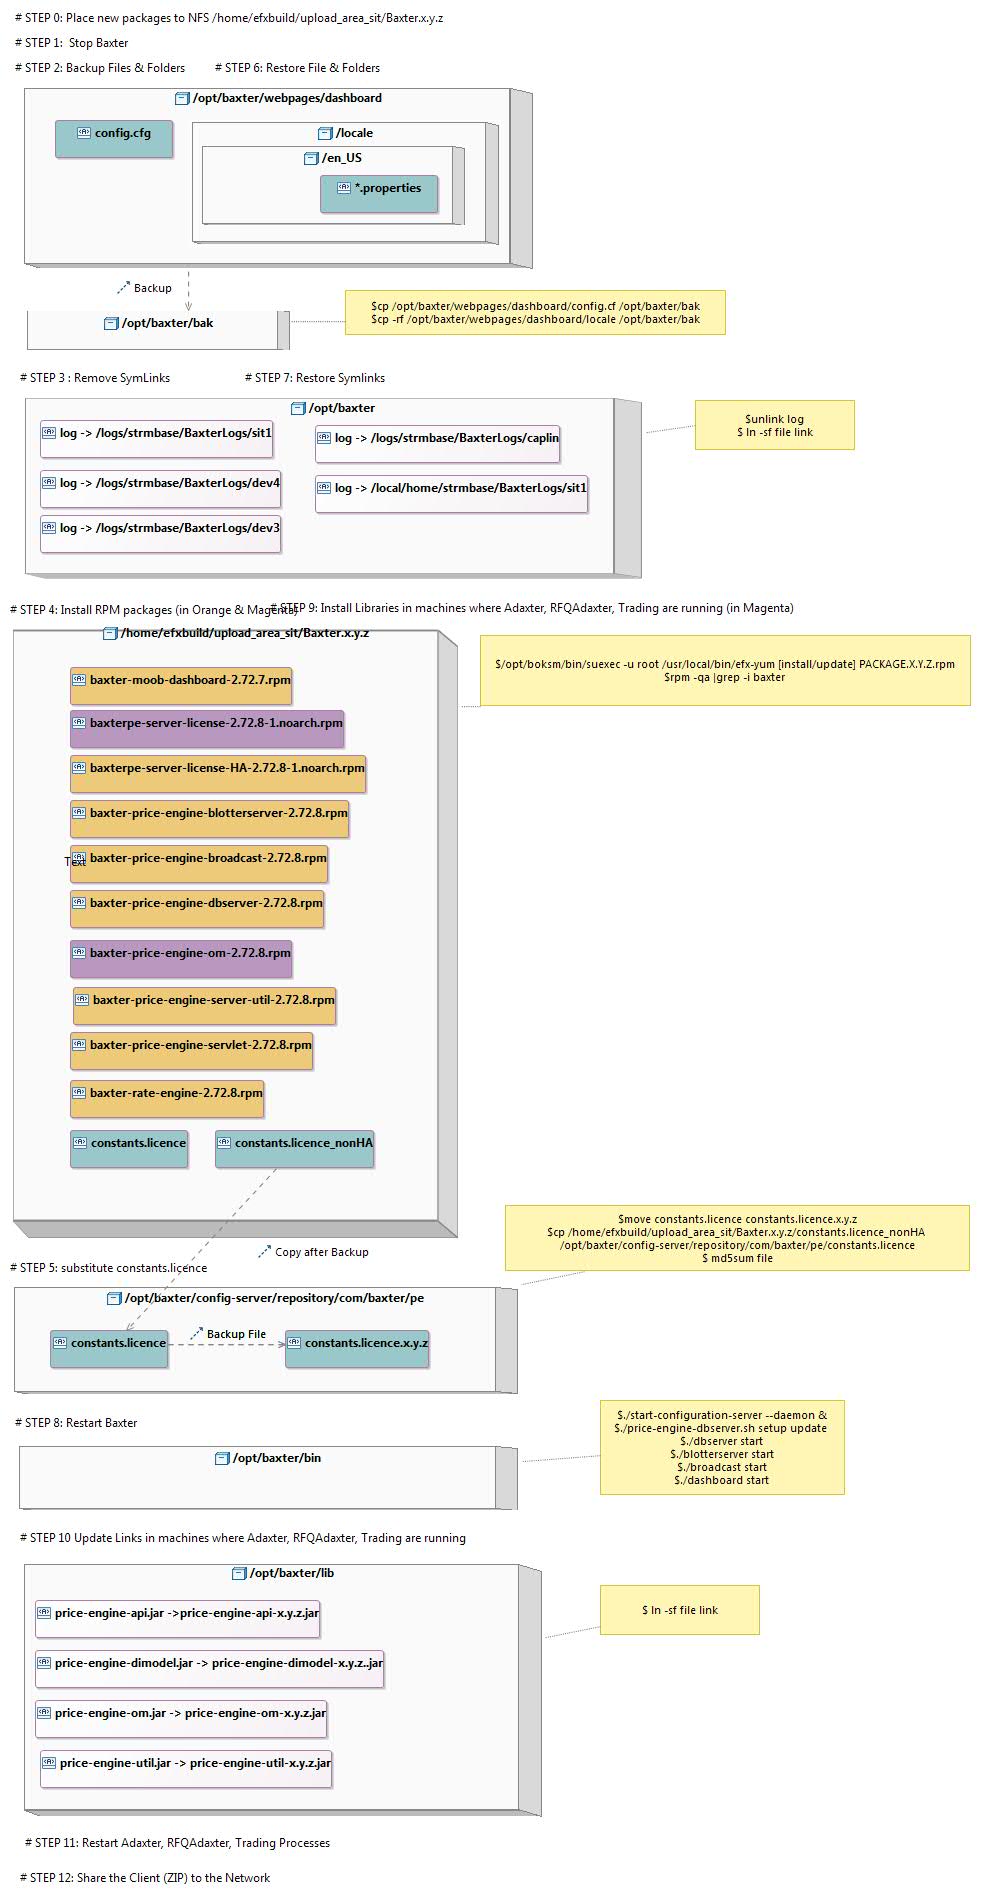 # STEP 0: Place new packages to NFS /home/efxbuild/upload_area_sit/Baxter.x.y.z
# STEP 1:  Stop Baxter
# STEP 2: Backup Files & Folders
# STEP 6: Restore File & Folders
/opt/baxter/webpages/dashboard
config.cfg
/locale
/en_US
*.properties
Backup
/opt/baxter/bak
$cp /opt/baxter/webpages/dashboard/config.cf /opt/baxter/bak
$cp -rf /opt/baxter/webpages/dashboard/locale /opt/baxter/bak
# STEP 3 : Remove SymLinks
# STEP 7: Restore Symlinks
/opt/baxter
log -> /logs/strmbase/BaxterLogs/sit1
log -> /logs/strmbase/BaxterLogs/caplin
log -> /logs/strmbase/BaxterLogs/dev4
log -> /local/home/strmbase/BaxterLogs/sit1
log -> /logs/strmbase/BaxterLogs/dev3
$unlink log
$ ln -sf file link
# STEP 4: Install RPM packages (in Orange & Magenta)
# STEP 9: Install Libraries in machines where Adaxter, RFQAdaxter, Trading are running (in Magenta)
/home/efxbuild/upload_area_sit/Baxter.x.y.z
$/opt/boksm/bin/suexec -u root /usr/local/bin/efx-yum [install/update] PACKAGE.X.Y.Z.rpm
$rpm -qa |grep -i baxter
baxter-moob-dashboard-2.72.7.rpm
baxterpe-server-license-2.72.8-1.noarch.rpm
baxterpe-server-license-HA-2.72.8-1.noarch.rpm
baxter-price-engine-blotterserver-2.72.8.rpm
Text
baxter-price-engine-broadcast-2.72.8.rpm
baxter-price-engine-dbserver-2.72.8.rpm
baxter-price-engine-om-2.72.8.rpm
baxter-price-engine-server-util-2.72.8.rpm
baxter-price-engine-servlet-2.72.8.rpm
baxter-rate-engine-2.72.8.rpm
constants.licence
constants.licence_nonHA
Copy after Backup
$move constants.licence constants.licence.x.y.z
$cp /home/efxbuild/upload_area_sit/Baxter.x.y.z/constants.licence_nonHA
/opt/baxter/config-server/repository/com/baxter/pe/constants.licence
$ md5sum file
# STEP 5: substitute constants.licence
/opt/baxter/config-server/repository/com/baxter/pe
constants.licence
Backup File
constants.licence.x.y.z
# STEP 8: Restart Baxter
/opt/baxter/bin
$./start-configuration-server --daemon &
$./price-engine-dbserver.sh setup update
$./dbserver start
$./blotterserver start
$./broadcast start
$./dashboard start
# STEP 10 Update Links in machines where Adaxter, RFQAdaxter, Trading are running
/opt/baxter/lib
price-engine-api.jar ->price-engine-api-x.y.z.jar
price-engine-dimodel.jar -> price-engine-dimodel-x.y.z..jar
price-engine-om.jar -> price-engine-om-x.y.z.jar
price-engine-util.jar -> price-engine-util-x.y.z.jar
$ ln -sf file link
# STEP 11: Restart Adaxter, RFQAdaxter, Trading Processes
# STEP 12: Share the Client (ZIP) to the Network